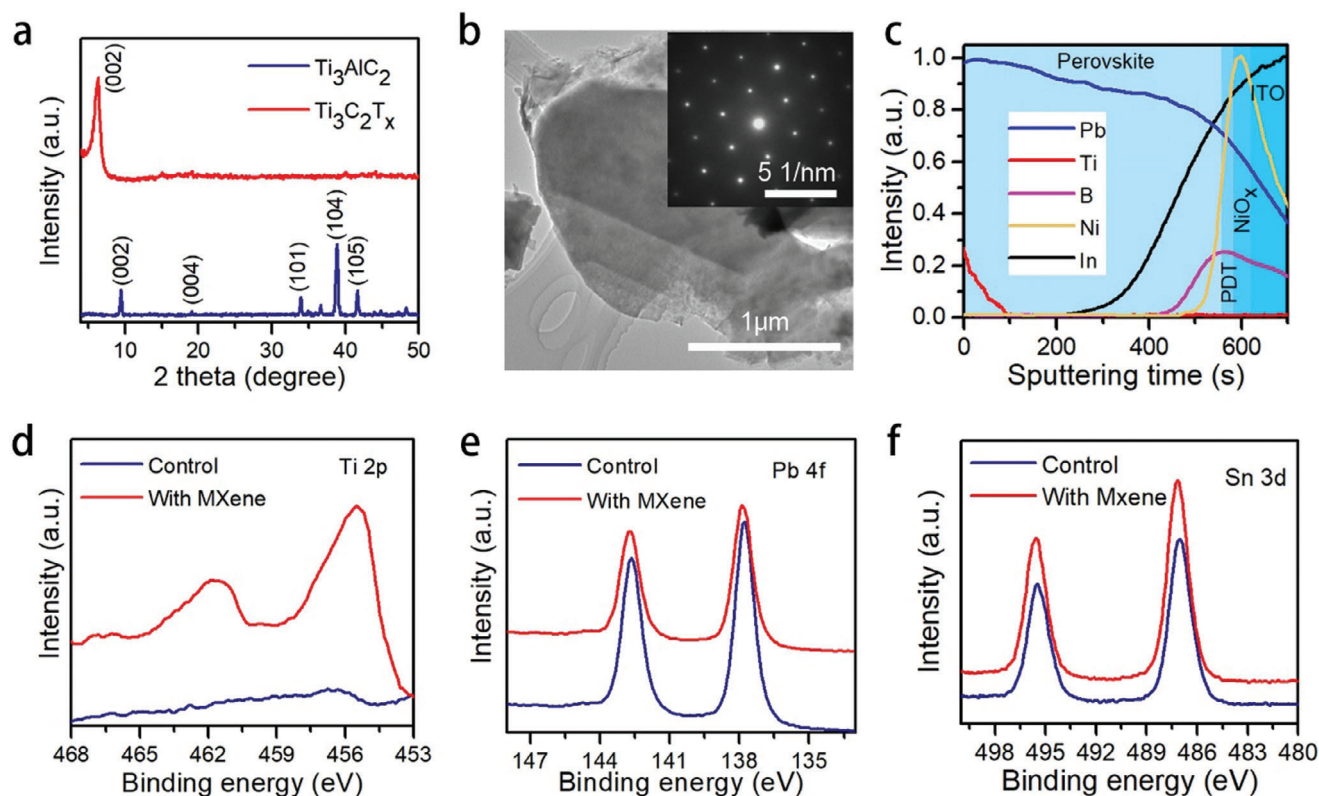 a
Intensity (a.u.)
(002)
Ti₃AlC₂
Ti₃C₂Tₓ
(002)
(004)
(101)
(104)
(105)
10
20
30
40
50
2 theta (degree)
b
5 1/nm
1μm
c
Intensity (a.u.)
1.0
0.8
0.6
0.4
0.2
0.0
Perovskite
Pb
Ti
B
Ni
In
PDT
NiOₓ
ITO
0
200
400
600
Sputtering time (s)
d
Intensity (a.u.)
Control
With MXene
Ti 2p
468
465
462
459
456
453
Binding energy (eV)
e
Intensity (a.u.)
Control
With MXene
Pb 4f
147
144
141
138
135
Binding energy (eV)
f
Intensity (a.u.)
Control
With Mxene
Sn 3d
498
495
492
489
486
483
480
Binding energy (eV)